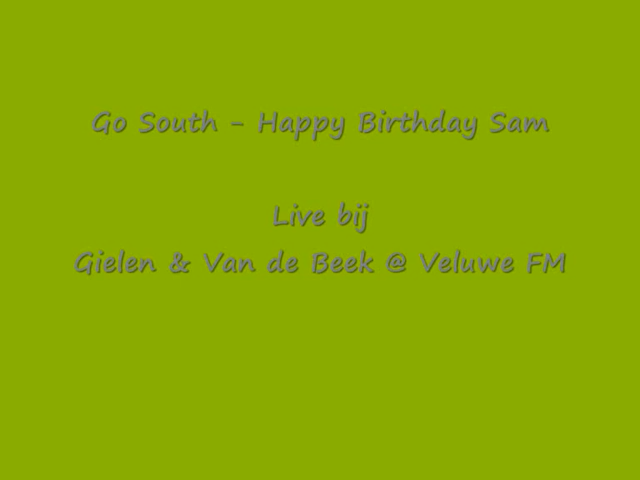 Go South - Happy Birthday Sam
Live bij
Gielen & Van de Beek @ Veluwe FM